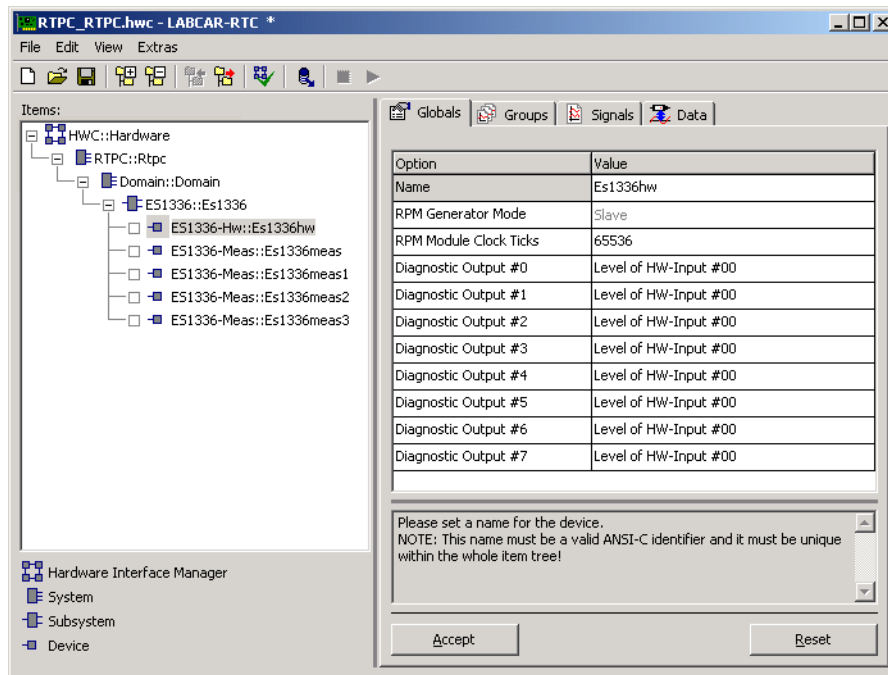 RTPC_RTPC.hwc - LABCAR-RTC *
File Edit View Extras
Items:
HWC::Hardware
RTPC::Rtpc
Domain::Domain
ES1336::Es1336
ES1336-Hw::Es1336hw
ES1336-Meas::Es1336meas
ES1336-Meas::Es1336meas1
ES1336-Meas::Es1336meas2
ES1336-Meas::Es1336meas3
Hardware Interface Manager
System
Subsystem
Device
Globals Groups Signals Data
Option Value
Name Es1336hw
RPM Generator Mode Slave
RPM Module Clock Ticks 65536
Diagnostic Output #0 Level of HW-Input #00
Diagnostic Output #1 Level of HW-Input #00
Diagnostic Output #2 Level of HW-Input #00
Diagnostic Output #3 Level of HW-Input #00
Diagnostic Output #4 Level of HW-Input #00
Diagnostic Output #5 Level of HW-Input #00
Diagnostic Output #6 Level of HW-Input #00
Diagnostic Output #7 Level of HW-Input #00
Please set a name for the device.
NOTE: This name must be a valid ANSI-C identifier and it must be unique
within the whole item tree!
Accept Reset